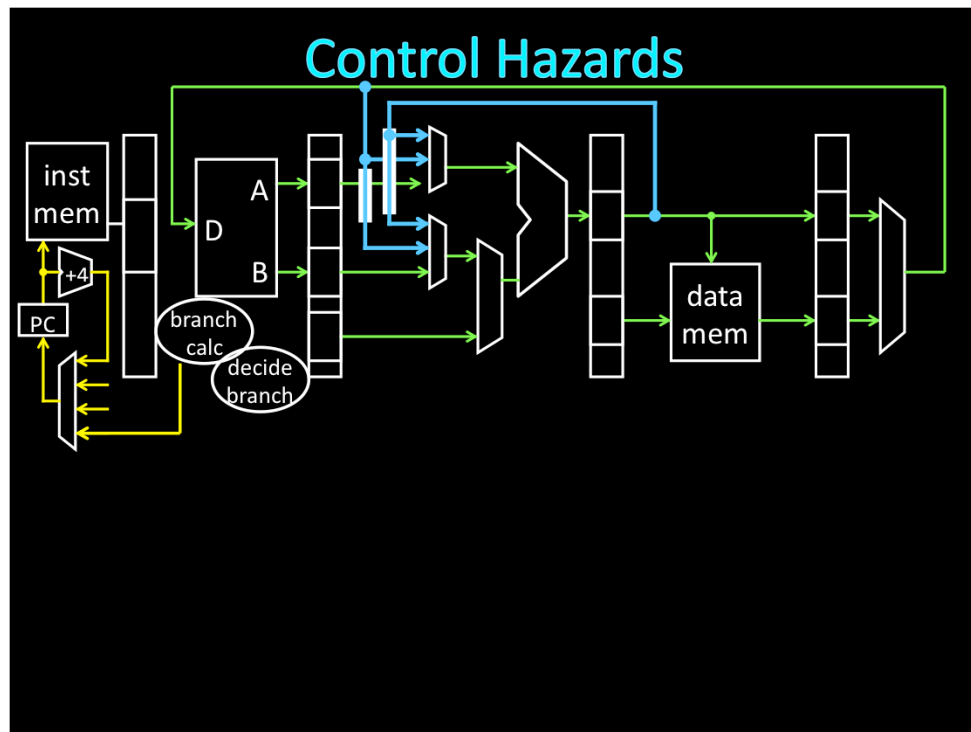 Control Hazards
inst
mem
A
D
B
+4
PC
branch
calc
decide
branch
data
mem